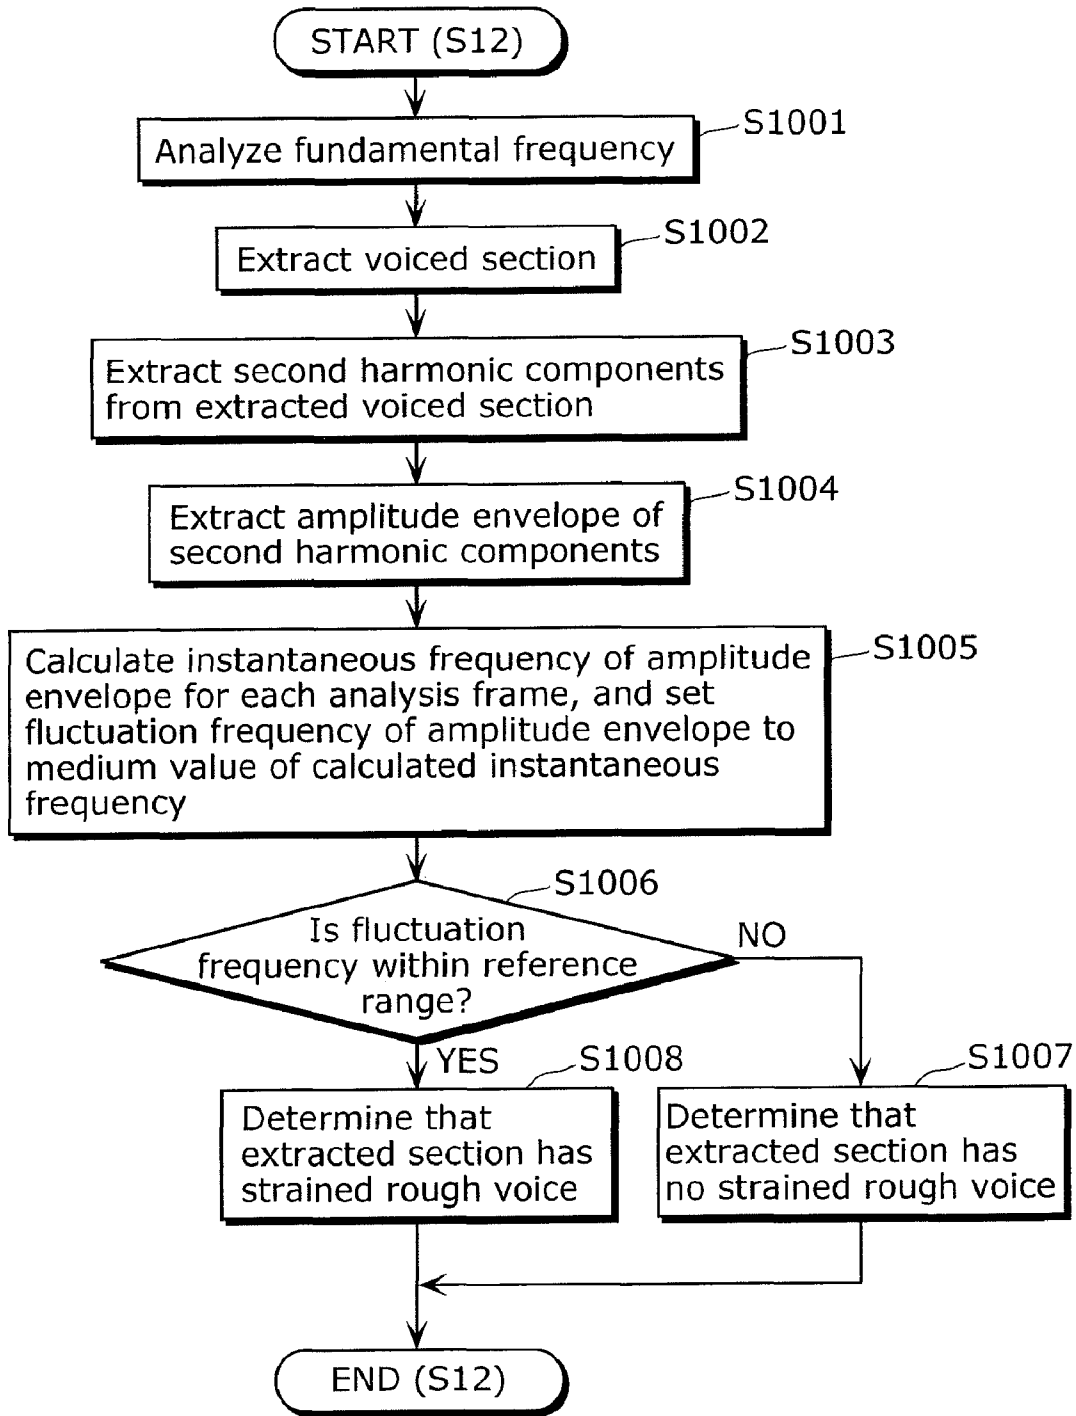 START (S12)
S1001
Analyze fundamental frequency
S1002
Extract voiced section
S1003
Extract second harmonic components
from extracted voiced section
S1004
Extract amplitude envelope of
second harmonic components
S1005
Calculate instantaneous frequency of amplitude
envelope for each analysis frame, and set
fluctuation frequency of amplitude envelope to
medium value of calculated instantaneous
frequency
S1006
Is fluctuation
frequency within reference
range?
NO
YES
S1008
Determine that
extracted section has
strained rough voice
S1007
Determine that
extracted section has
no strained rough voice
END (S12)